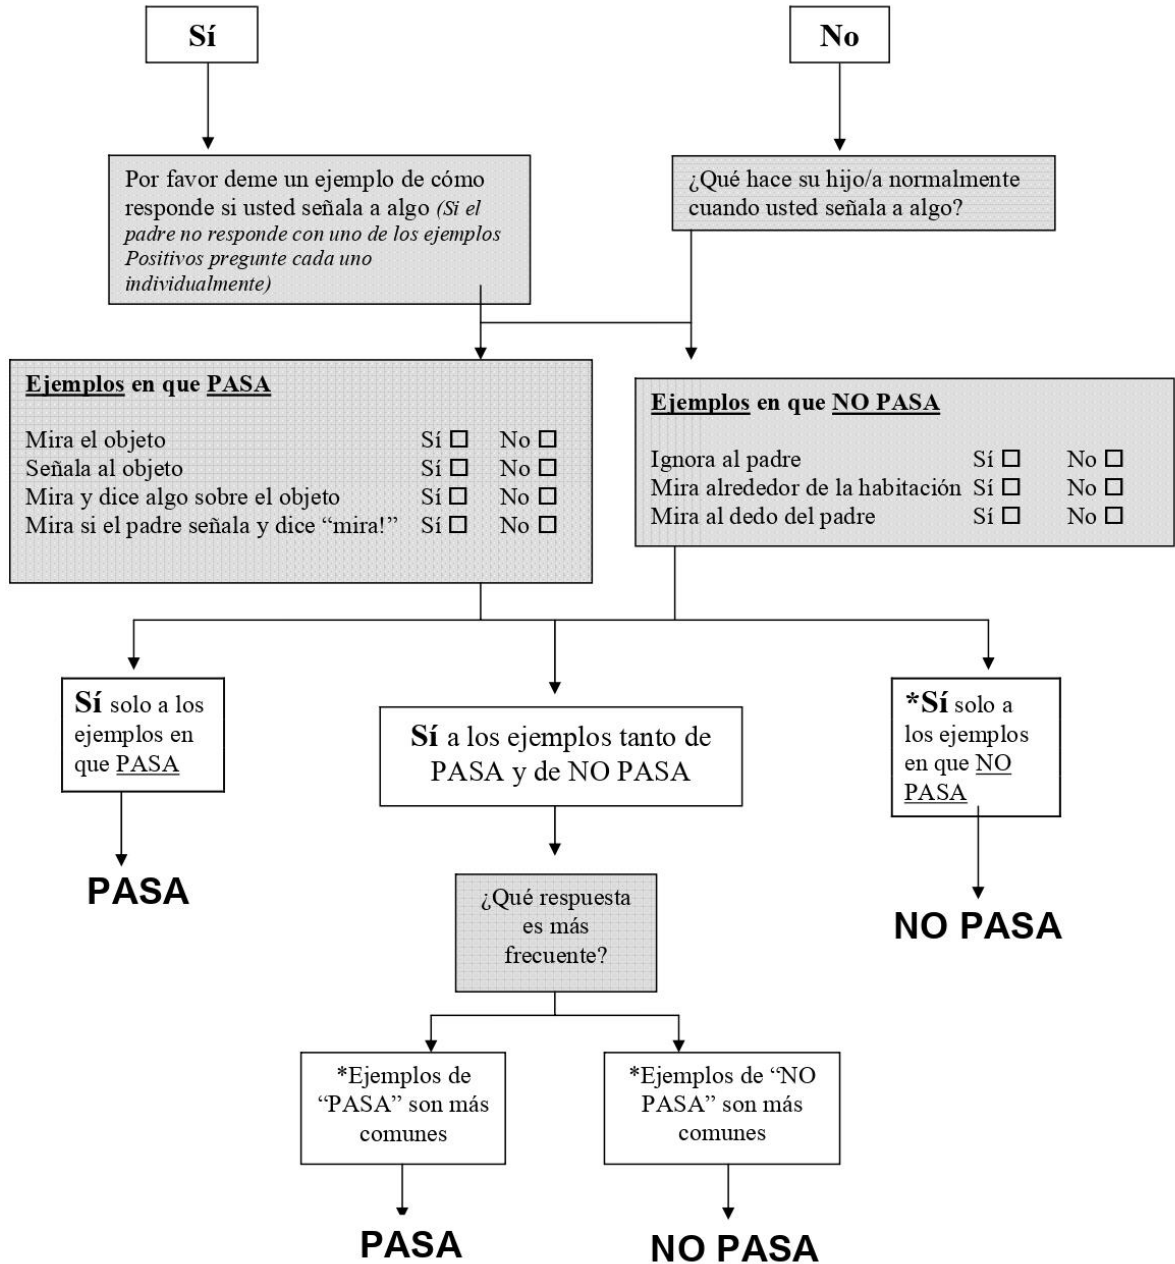 Sí
No
Por favor deme un ejemplo de cómo
responde si usted señala a algo (Si el
padre no responde con uno de los ejemplos
Positivos pregunte cada uno
individualmente)
¿Qué hace su hijo/a normalmente
cuando usted señala a algo?
Ejemplos en que PASA
Mira el objeto Sí ☐ No ☐
Señala al objeto Sí ☐ No ☐
Mira y dice algo sobre el objeto Sí ☐ No ☐
Mira si el padre señala y dice “mira!” Sí ☐ No ☐
Ejemplos en que NO PASA
Ignora al padre Sí ☐ No ☐
Mira alrededor de la habitación Sí ☐ No ☐
Mira al dedo del padre Sí ☐ No ☐
Sí solo a los
ejemplos en
que PASA
Sí a los ejemplos tanto de
PASA y de NO PASA
*Sí solo a
los ejemplos
en que NO
PASA
PASA
NO PASA
¿Qué respuesta
es más
frecuente?
*Ejemplos de
“PASA” son más
comunes
*Ejemplos de “NO
PASA” son más
comunes
PASA
NO PASA